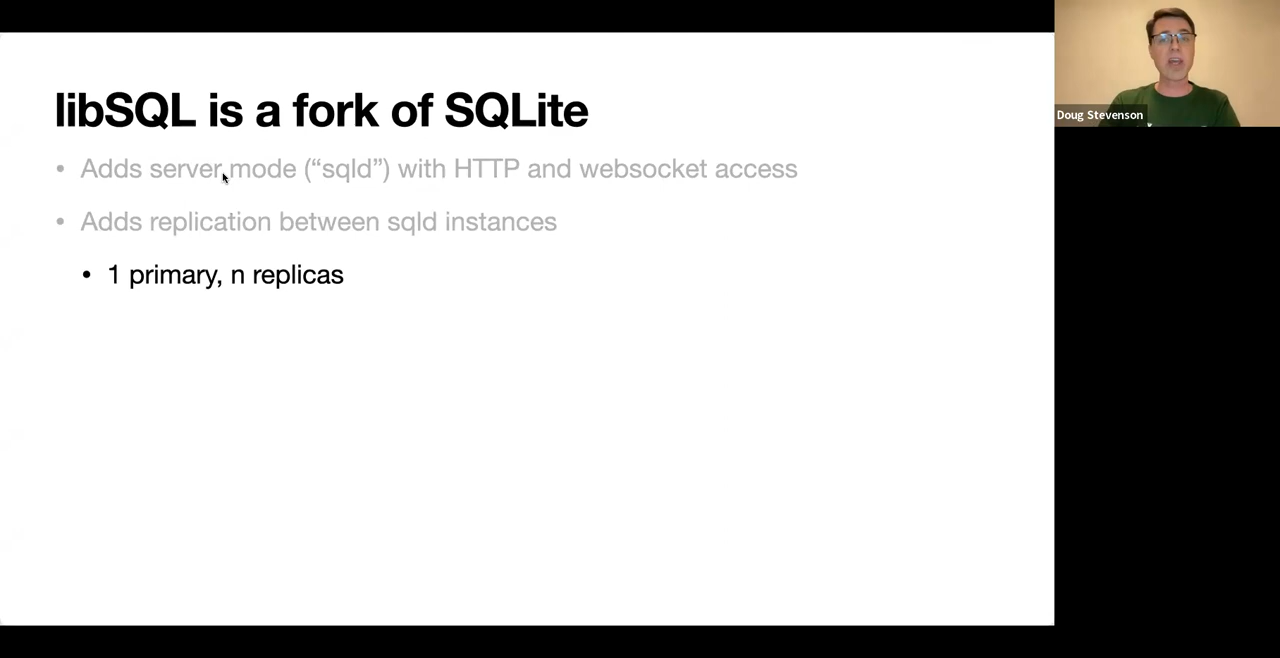 libSQL is a fork of SQLite
• Adds server mode (“sqld”) with HTTP and websocket access
• Adds replication between sqld instances
• 1 primary, n replicas
Doug Stevenson